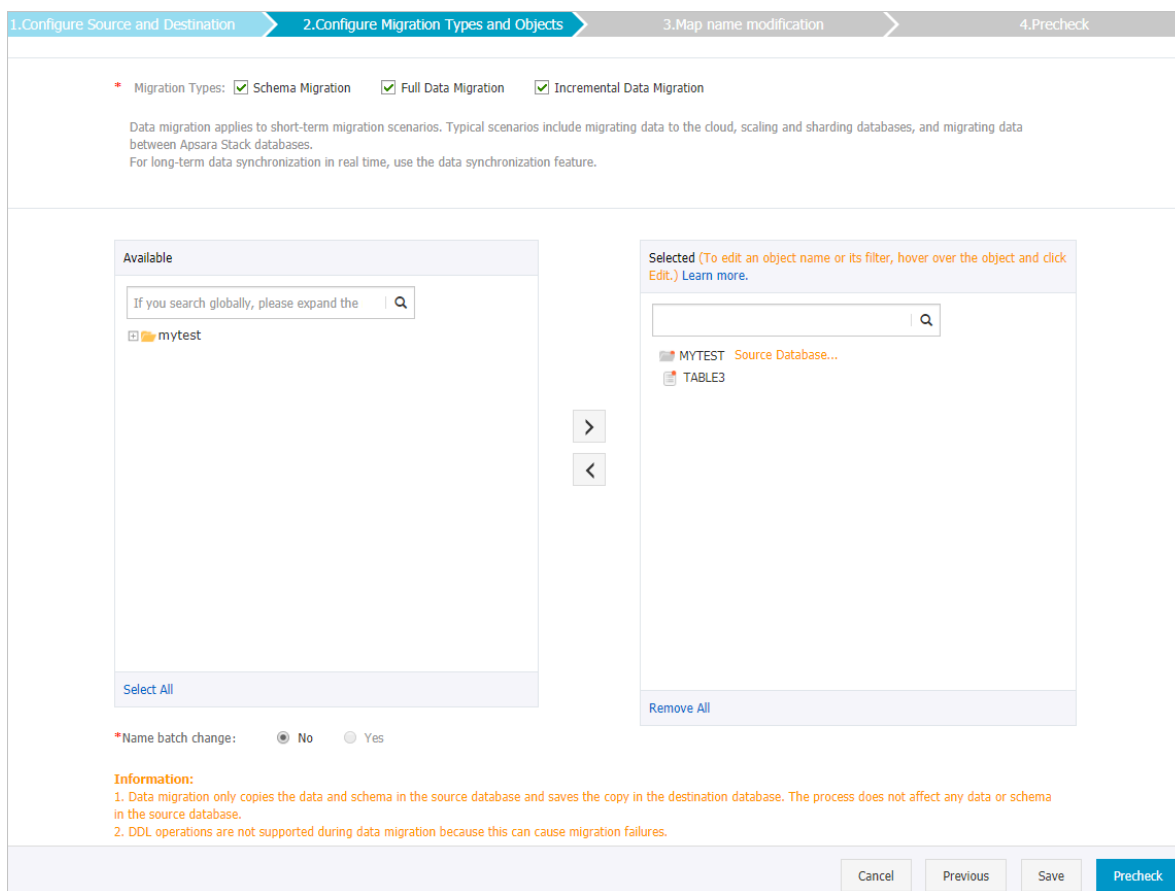 1.Configure Source and Destination
2.Configure Migration Types and Objects
3.Map name modification
4.Precheck
* Migration Types: Schema Migration Full Data Migration Incremental Data Migration
Data migration applies to short-term migration scenarios. Typical scenarios include migrating data to the cloud, scaling and sharding databases, and migrating data
between Apsara Stack databases.
For long-term data synchronization in real time, use the data synchronization feature.
Available
If you search globally, please expand the
mytest
Select All
Selected (To edit an object name or its filter, hover over the object and click
Edit.) Learn more.
MYTEST Source Database...
TABLE3
Remove All
*Name batch change: No Yes
Information:
1. Data migration only copies the data and schema in the source database and saves the copy in the destination database. The process does not affect any data or schema
in the source database.
2. DDL operations are not supported during data migration because this can cause migration failures.
Cancel Previous Save Precheck